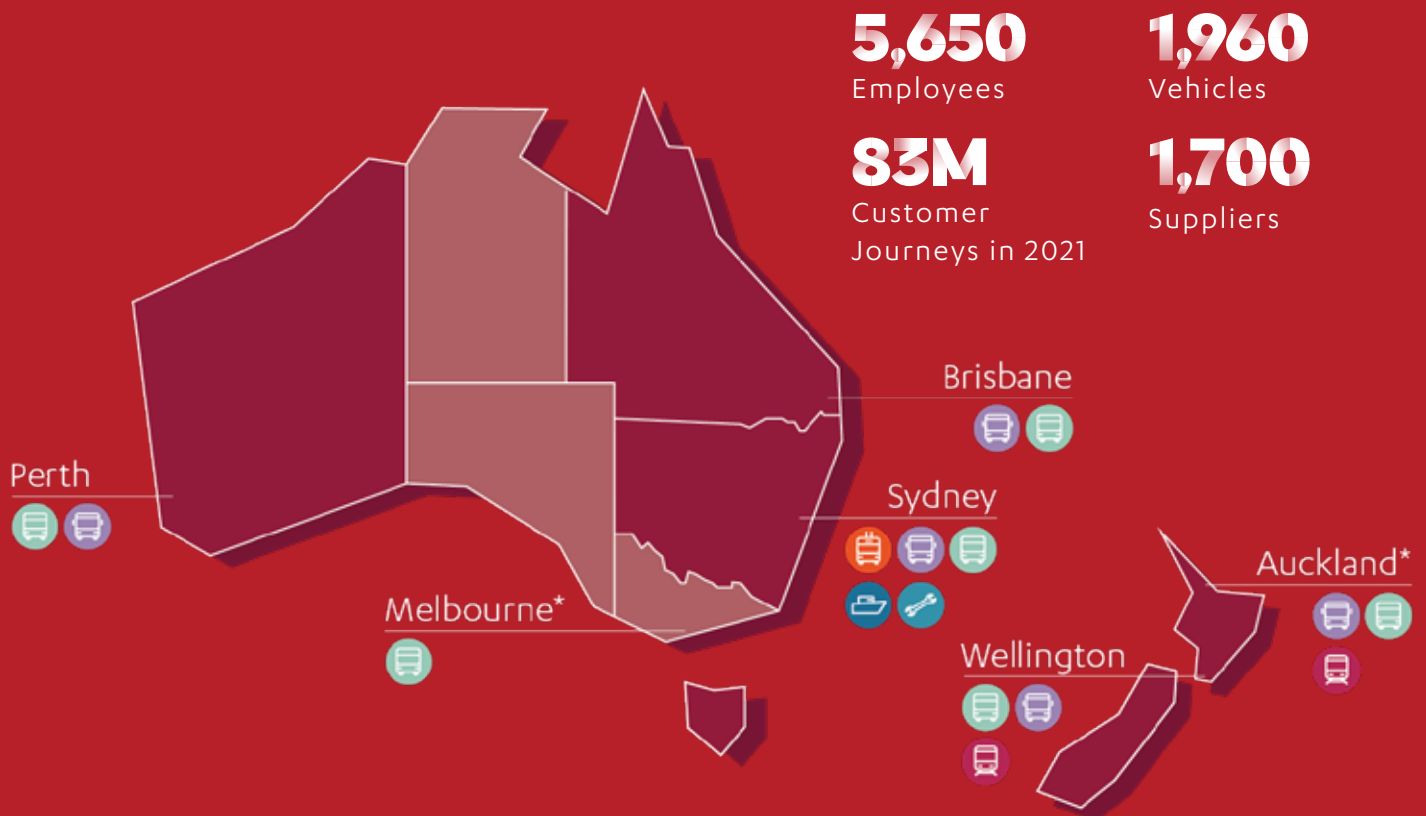 5,650
Employees
1,960
Vehicles
83M
Customer
Journeys in 2021
1,700
Suppliers
Brisbane
Perth
Sydney
Auckland*
Melbourne*
Wellington